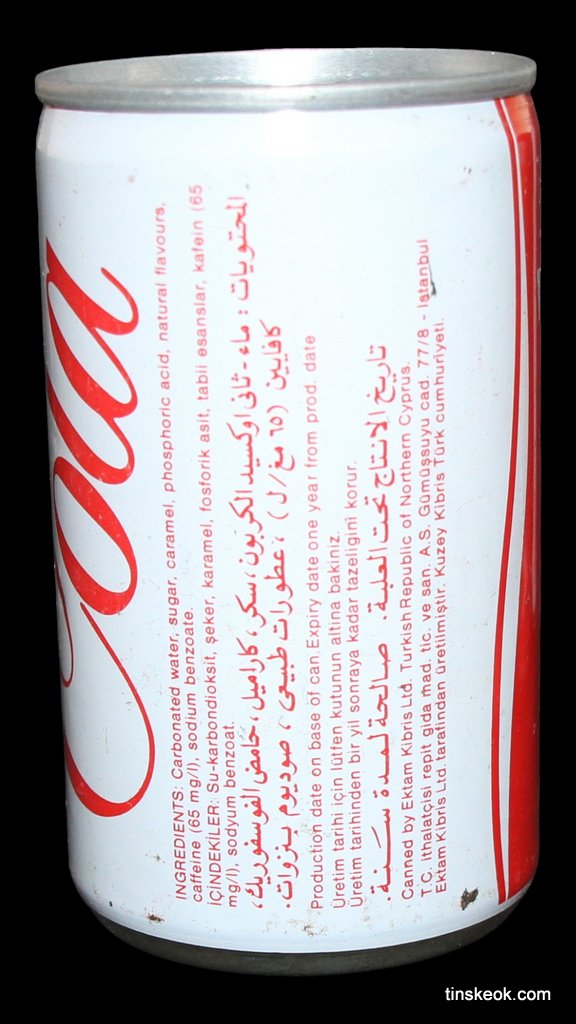 Cola
INGREDIENTS: Carbonated water, sugar, caramel, phosphoric acid, natural flavours,
caffeine (65 mg/l), sodium benzoate.
İÇİNDEKİLER: Su-karbondioksit, şeker, karamel, fosforik asit, tabii esanslar, kafein (65
mg/l), sodyum benzoat.
المحتويات : ماء - ثاني اوكسيد الكربون ، سكر ، كاراميل ، حامض الفوسفوريك ،
كافايين (٦٥ مغ/ل) ، عطورات طبيعي ، صوديوم بنزوات .
Production date on base of can. Expiry date one year from prod. date
Üretim tarihi için lütfen kutunun altına bakınız.
Üretim tarihinden bir yıl sonraya kadar tazeliğini korur.
تاريخ الانتاج تحت العلبة . صالحة لمدة سنة .
Canned by Ektam Kıbrıs Ltd. Turkish Republic of Northern Cyprus.
T.C. ithalatçısı repit gıda mad. tic. ve san. A.S. Gümüşsuyu cad. 77/8 - Istanbul
Ektam Kıbrıs Ltd. tarafından üretilmiştir. Kuzey Kıbrıs Türk cumhuriyeti.
tinskeok.com